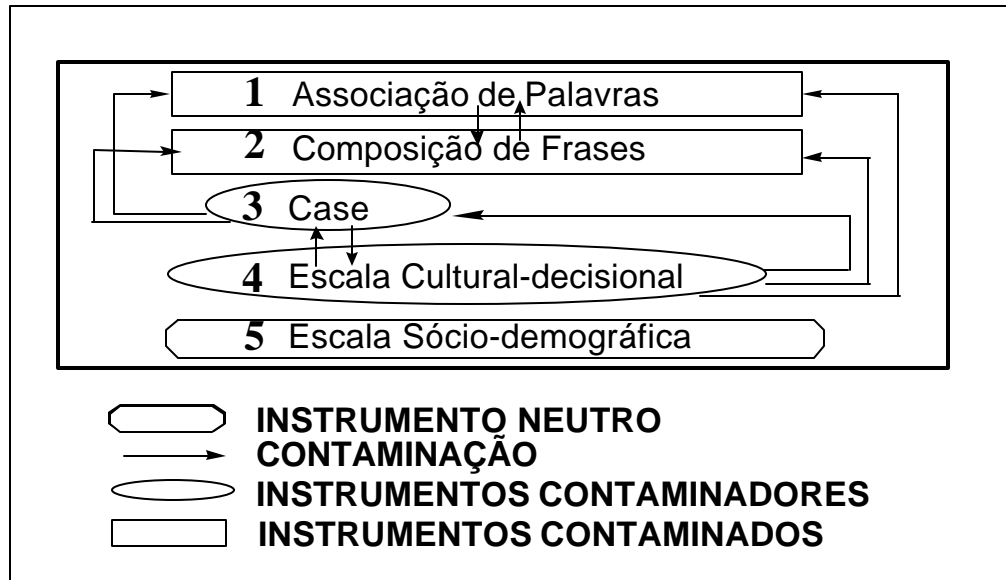 1 Associação de Palavras
2 Composição de Frases
3 Case
4 Escala Cultural-decisional
5 Escala Sócio-demográfica
INSTRUMENTO NEUTRO
CONTAMINAÇÃO
INSTRUMENTOS CONTAMINADORES
INSTRUMENTOS CONTAMINADOS